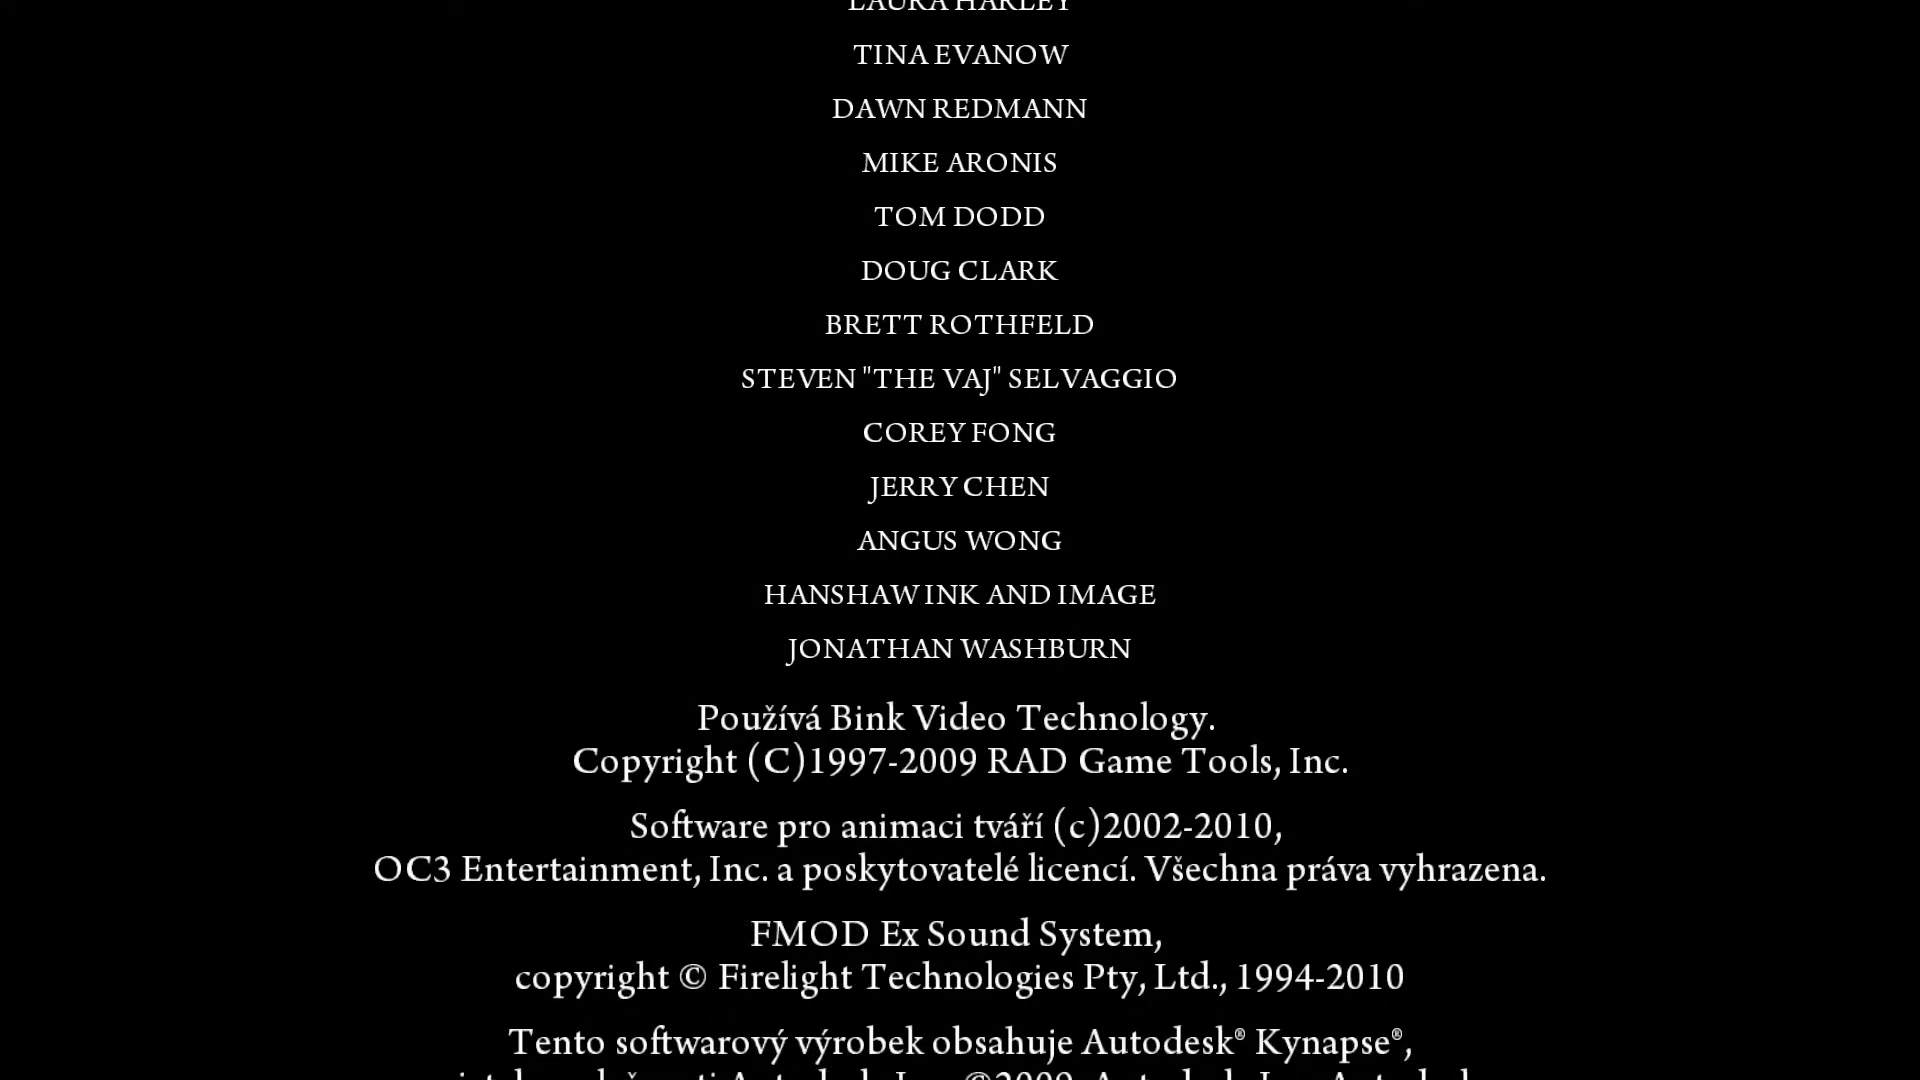 LAURA HARLEY
TINA EVANOW
DAWN REDMANN
MIKE ARONIS
TOM DODD
DOUG CLARK
BRETT ROTHFELD
STEVEN "THE VAJ" SELVAGGIO
COREY FONG
JERRY CHEN
ANGUS WONG
HANSHAW INK AND IMAGE
JONATHAN WASHBURN
Používá Bink Video Technology.
Copyright (C)1997-2009 RAD Game Tools, Inc.
Software pro animaci tváří (c)2002-2010,
OC3 Entertainment, Inc. a poskytovatelé licencí. Všechna práva vyhrazena.
FMOD Ex Sound System,
copyright © Firelight Technologies Pty, Ltd., 1994-2010
Tento softwarový výrobek obsahuje Autodesk® Kynapse®,